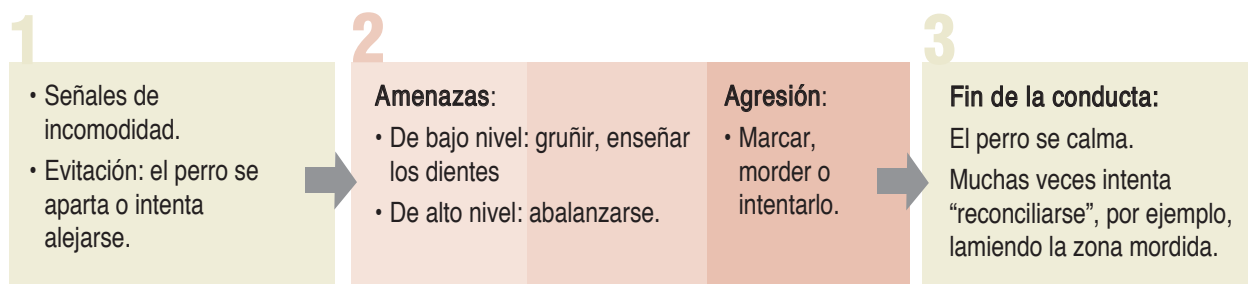 1
• Señales de
incomodidad.
• Evitación: el perro se
aparta o intenta
alejarse.
2
Amenazas:
• De bajo nivel: gruñir, enseñar
los dientes
• De alto nivel: abalanzarse.
Agresión:
• Marcar,
morder o
intentarlo.
3
Fin de la conducta:
El perro se calma.
Muchas veces intenta
“reconciliarse”, por ejemplo,
lamiendo la zona mordida.